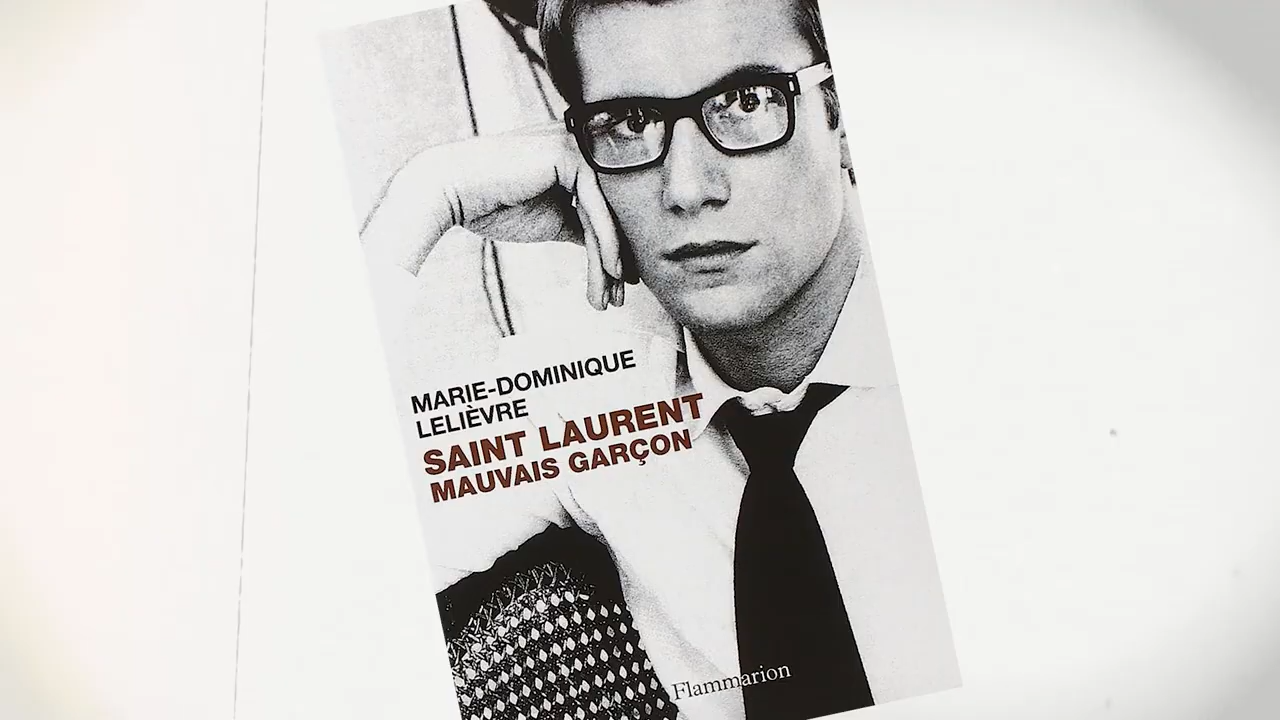 MARIE-DOMINIQUE
LELIÈVRE
SAINT LAURENT
MAUVAIS GARÇON
Flammarion